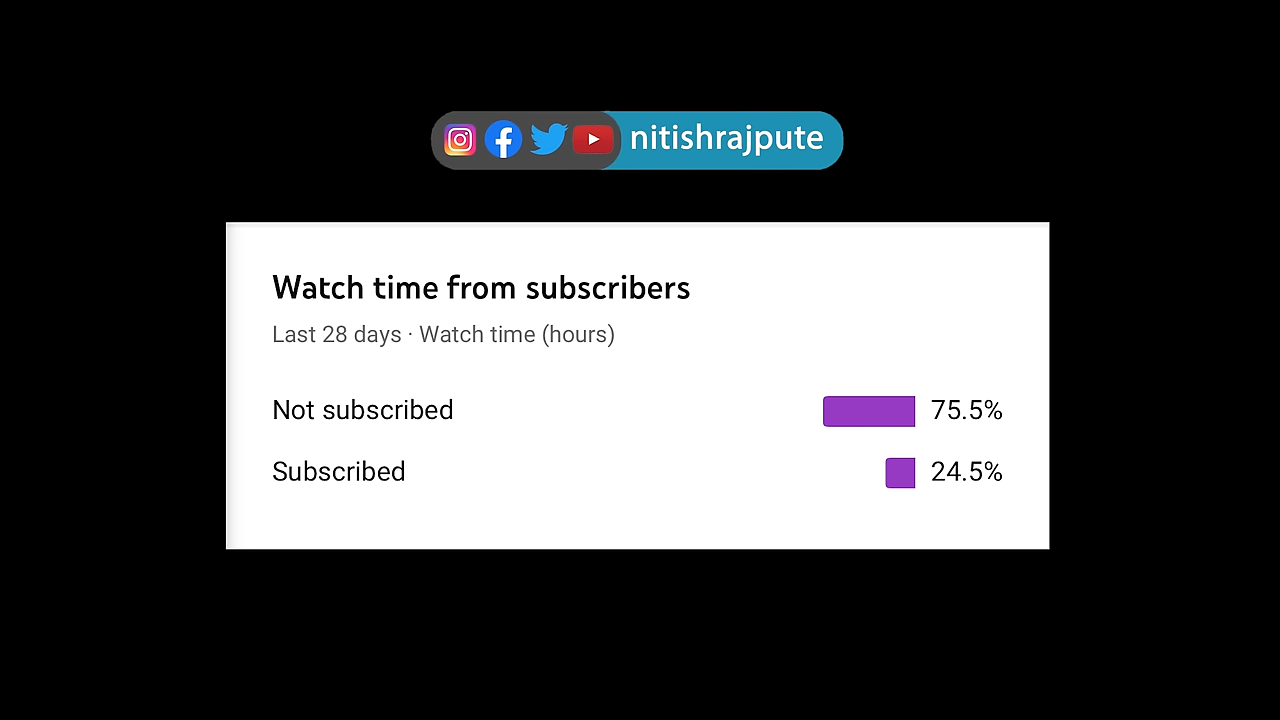 nitishrajpute
Watch time from subscribers
Last 28 days · Watch time (hours)
Not subscribed 75.5%
Subscribed 24.5%